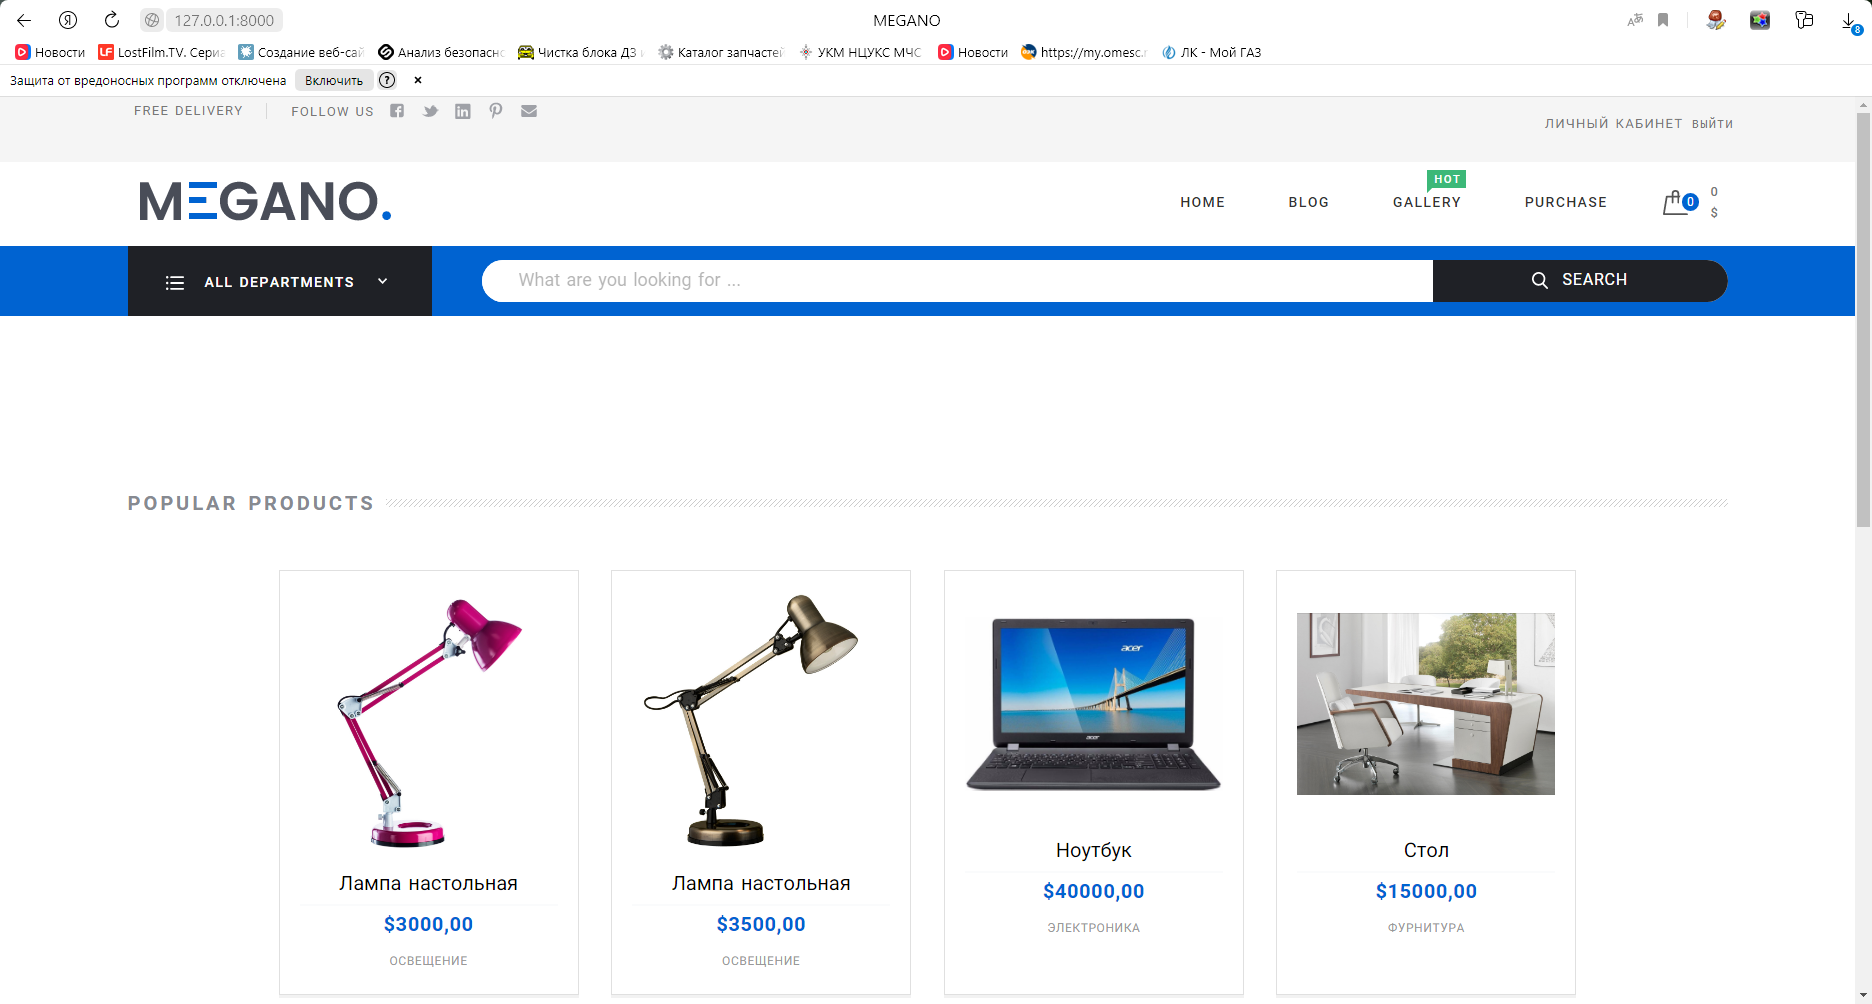 127.0.0.1:8000
MEGANO
8
Новости
LostFilm.TV. Сериа
Создание веб-сай
Анализ безопасно
Чистка блока ДЗ и
Каталог запчастей
УКМ НЦУКС МЧС
Новости
https://my.omesc.r
ЛК - Мой ГАЗ
Защита от вредоносных программ отключена
Включить
FREE DELIVERY
FOLLOW US
ЛИЧНЫЙ КАБИНЕТ
ВЫЙТИ
MEGANO.
HOME
BLOG
HOT
GALLERY
PURCHASE
0
0
$
ALL DEPARTMENTS
What are you looking for ...
SEARCH
POPULAR PRODUCTS
acer
acer
Лампа настольная
$3000,00
ОСВЕЩЕНИЕ
Лампа настольная
$3500,00
ОСВЕЩЕНИЕ
Ноутбук
$40000,00
ЭЛЕКТРОНИКА
Стол
$15000,00
ФУРНИТУРА